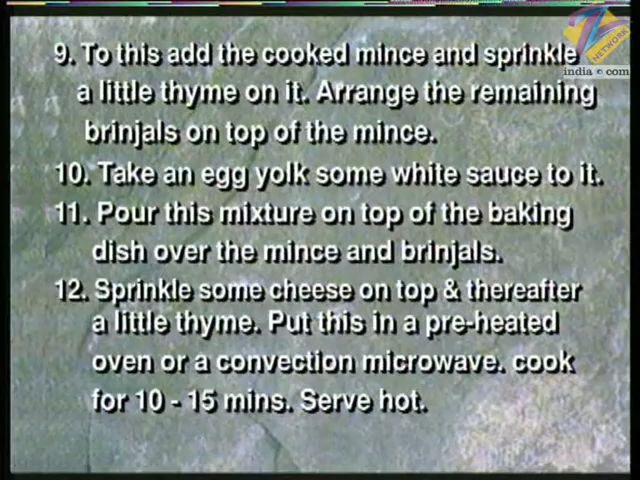 9. To this add the cooked mince and sprinkle
a little thyme on it. Arrange the remaining
brinjals on top of the mince.
10. Take an egg yolk some white sauce to it.
11. Pour this mixture on top of the baking
dish over the mince and brinjals.
12. Sprinkle some cheese on top & thereafter
a little thyme. Put this in a pre-heated
oven or a convection microwave. cook
for 10 - 15 mins. Serve hot.
Z
NETWORK
india.com